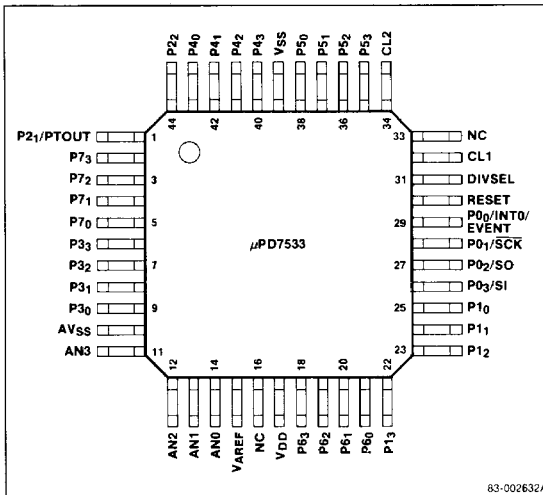 P2₂
P4₀
P4₁
P4₂
P4₃
VSS
P5₀
P5₁
P5₂
P5₃
CL2
44
42
40
38
36
34
P2₁/PTOUT
1
33
NC
P7₃
CL1
P7₂
3
31
DIVSEL
P7₁
RESET
P7₀
5
29
P0₀/INT0/
EVENT
P3₃
P0₁/S̅C̅K̅
μPD7533
P3₂
7
27
P0₂/SO
P3₁
P0₃/SI
P3₀
9
25
P1₀
AVSS
P1₁
AN3
11
23
P1₂
12
14
16
18
20
22
AN2
AN1
AN0
VAREF
NC
VDD
P6₃
P6₂
P6₁
P6₀
P1₃
83-002632A